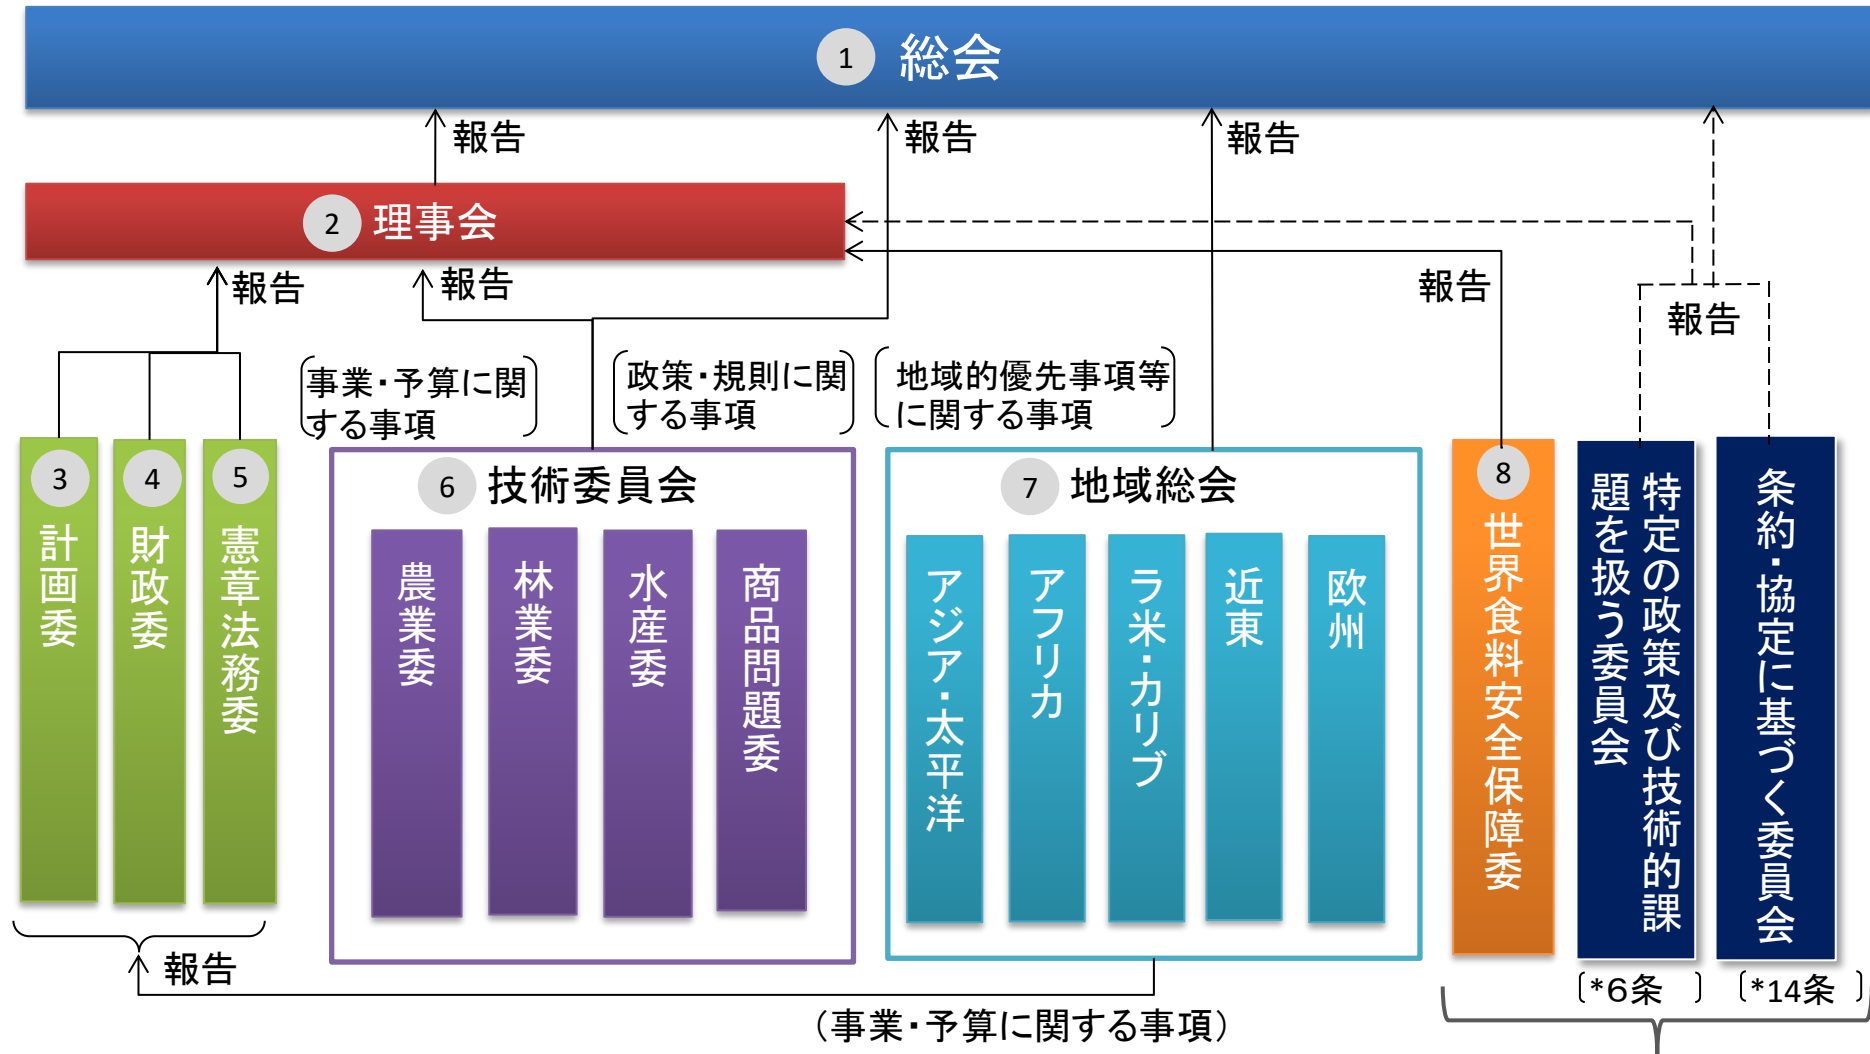 1 総会
報告
報告
報告
2 理事会
報告
報告
報告
報告
事業・予算に関
する事項
政策・規則に関
する事項
地域的優先事項等
に関する事項
3
計画委
4
財政委
5
憲章法務委
6 技術委員会
農業委
林業委
水産委
商品問題委
7 地域総会
アジア・太平洋
アフリカ
ラ米・カリブ
近東
欧州
8
世界食料安全保障委
特定の政策及び技術的課
題を扱う委員会
条約・協定に基づく委員会
報告
*６条
*14条
（事業・予算に関する事項）